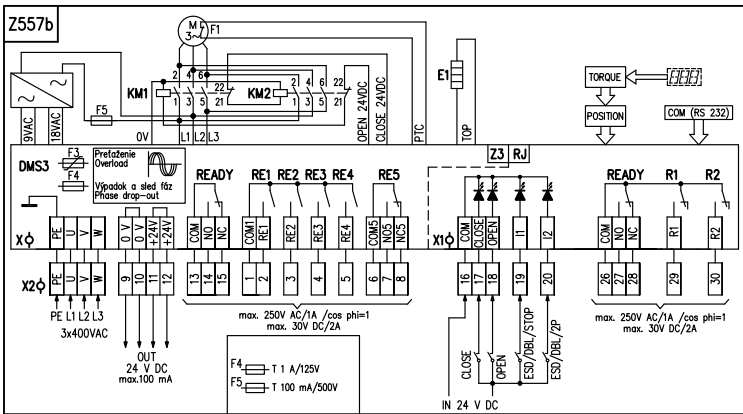 Z557b
M
3~
F1
2 4 6
22
2 4 6
22
KM1
KM2
1 3 5
21
1 3 5
21
F5
9VAC
18VAC
0V
L1
L2
L3
OPEN 24VDC
CLOSE 24VDC
PTC
E1
TOP
TORQUE
POSITION
COM (RS 232)
DMS3
F3
F4
Preťaženie
Overload
Výpadok a sled fáz
Phase drop-out
Z3
RJ
READY
RE1 RE2 RE3 RE4
RE5
READY
R1
R2
X
PE
U
V
W
0 V
0 V
+24V
+24V
COM
NO
NC
COM1
RE1
RE2
RE3
RE4
COM5
NO5
NC5
X1
COM
CLOSE
OPEN
I1
I2
COM
NO
NC
R1
R2
X2
PE
U
V
W
9
10
11
12
13
14
15
1
2
3
4
5
6
7
8
16
17
18
19
20
26
27
28
29
30
PE L1 L2 L3
3x400VAC
OUT
24 V DC
max.100 mA
max. 250V AC/1A /cos phi=1
max. 30V DC/2A
F4
T 1 A/125V
F5
T 100 mA/500V
CLOSE
OPEN
ESD/DBL/STOP
ESD/DBL/2P
IN 24 V DC
max. 250V AC/1A /cos phi=1
max. 30V DC/2A